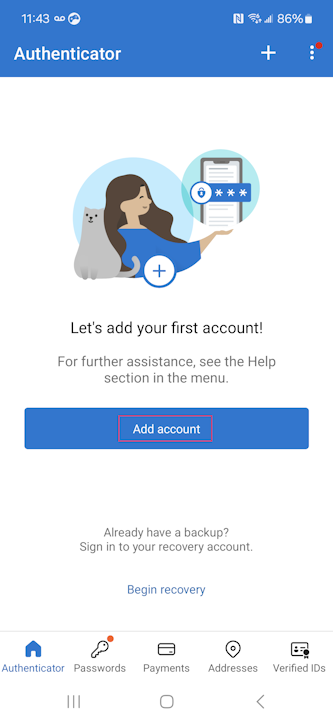 11:43 86%
Authenticator
* * *
Let's add your first account!
For further assistance, see the Help
section in the menu.
Add account
Already have a backup?
Sign in to your recovery account.
Begin recovery
Authenticator Passwords Payments Addresses Verified IDs